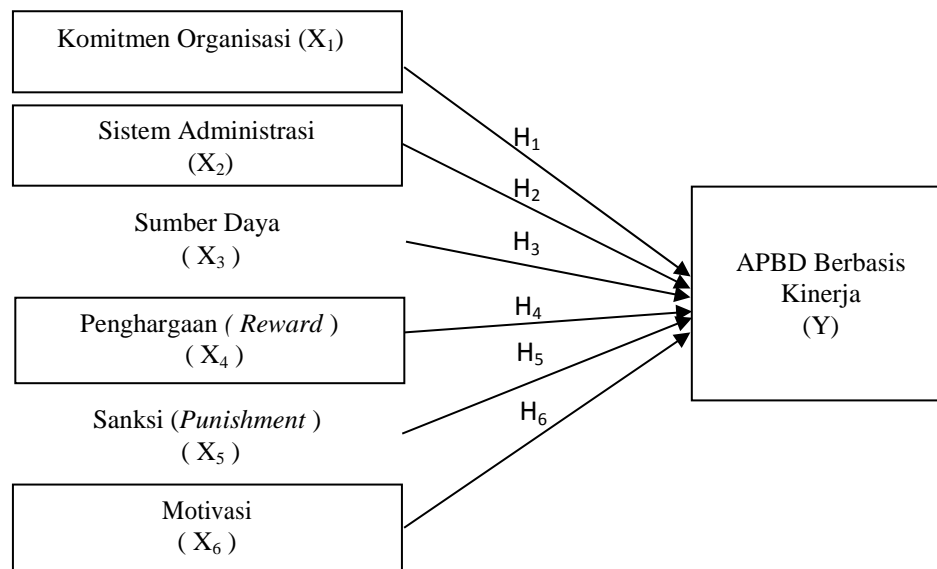 Komitmen Organisasi (X₁)
Sistem Administrasi
(X₂)
Sumber Daya
( X₃ )
Penghargaan ( Reward )
( X₄ )
Sanksi (Punishment )
( X₅ )
Motivasi
( X₆ )
H₁
H₂
H₃
H₄
H₅
H₆
APBD Berbasis
Kinerja
(Y)